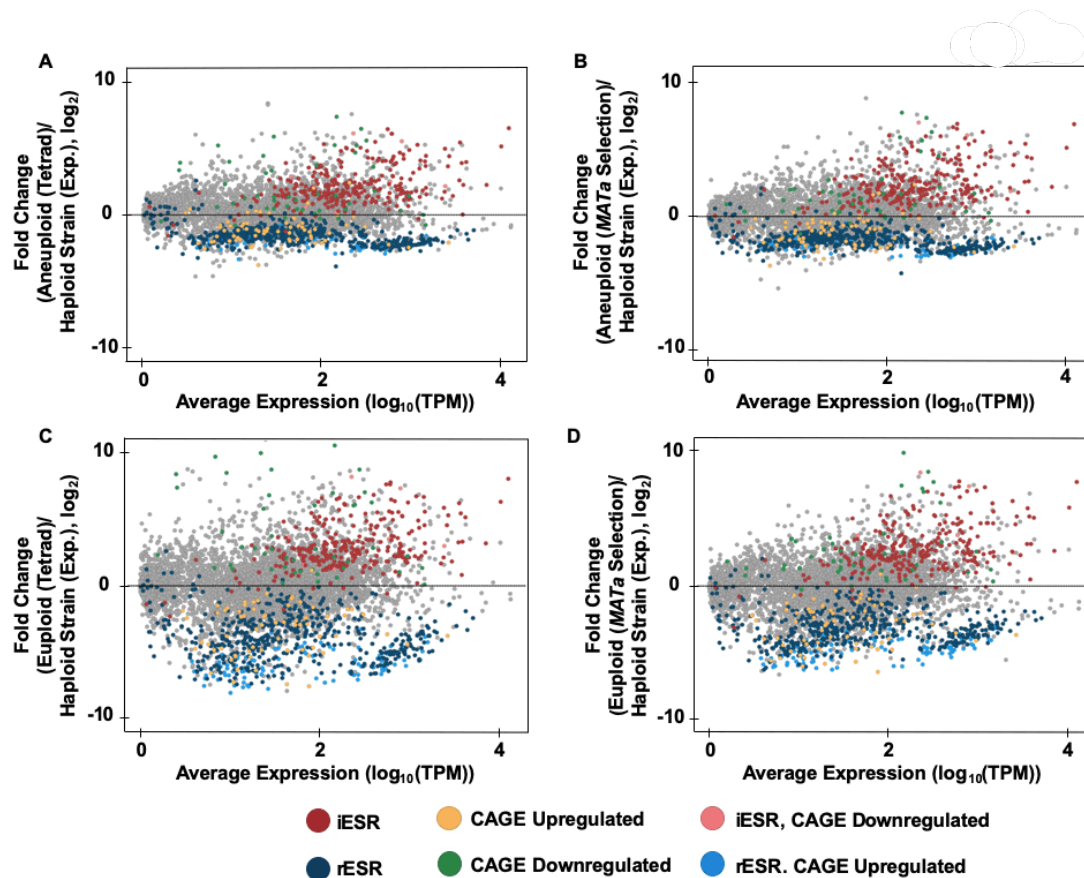 A
10
0
-10
Fold Change
(Aneuploid (Tetrad)/
Haploid Strain (Exp.), log2)
0 2 4
Average Expression (log10(TPM))
B
10
0
-10
Fold Change
(Aneuploid (MATa Selection)/
Haploid Strain (Exp.), log2)
0 2 4
Average Expression (log10(TPM))
C
10
0
-10
Fold Change
(Eupluoid (Tetrad)/
Haploid Strain (Exp.), log2)
0 2 4
Average Expression (log10(TPM))
D
10
0
-10
Fold Change
(Euploid (MATa Selection)/
Haploid Strain (Exp.), log2)
0 2 4
Average Expression (log10(TPM))
iESR CAGE Upregulated iESR, CAGE Downregulated
rESR CAGE Downregulated rESR. CAGE Upregulated